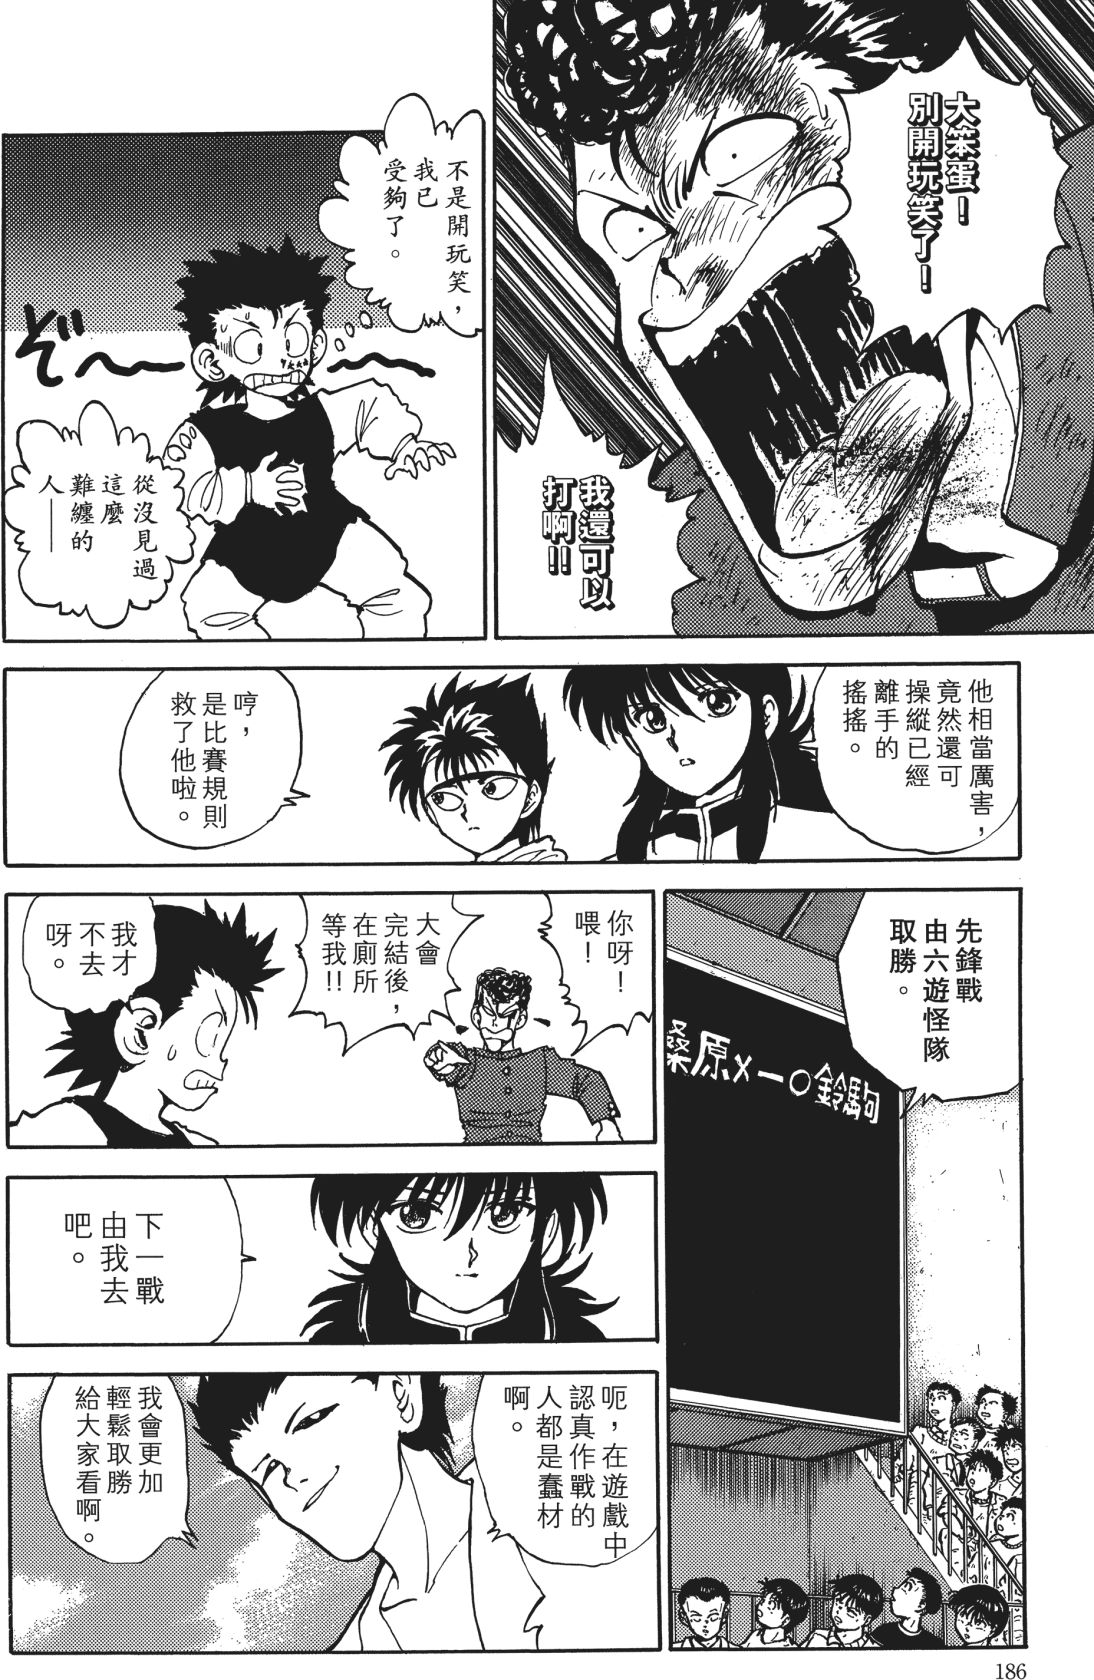 大笨蛋！
別開玩笑了！
我還可以
打啊!!
不是開玩笑，
我已
受夠了。
ぞ〜〜
從沒見過
這麼
難纏的
人——
他相當厲害，
竟然還可
操縱已經
離手的
搖搖。
哼，
是比賽規則
救了他啦。
先鋒戰
由六遊怪隊
取勝。
桑原×一○鈴駒
你呀！
喂！
大會
完結後，
在廁所
等我!!
我才
不去
呀。
下一戰
由我去
吧。
呃，在遊戲中
認真作戰的
人都是蠢材
啊。
我會更加
輕鬆取勝
給大家看啊。
186